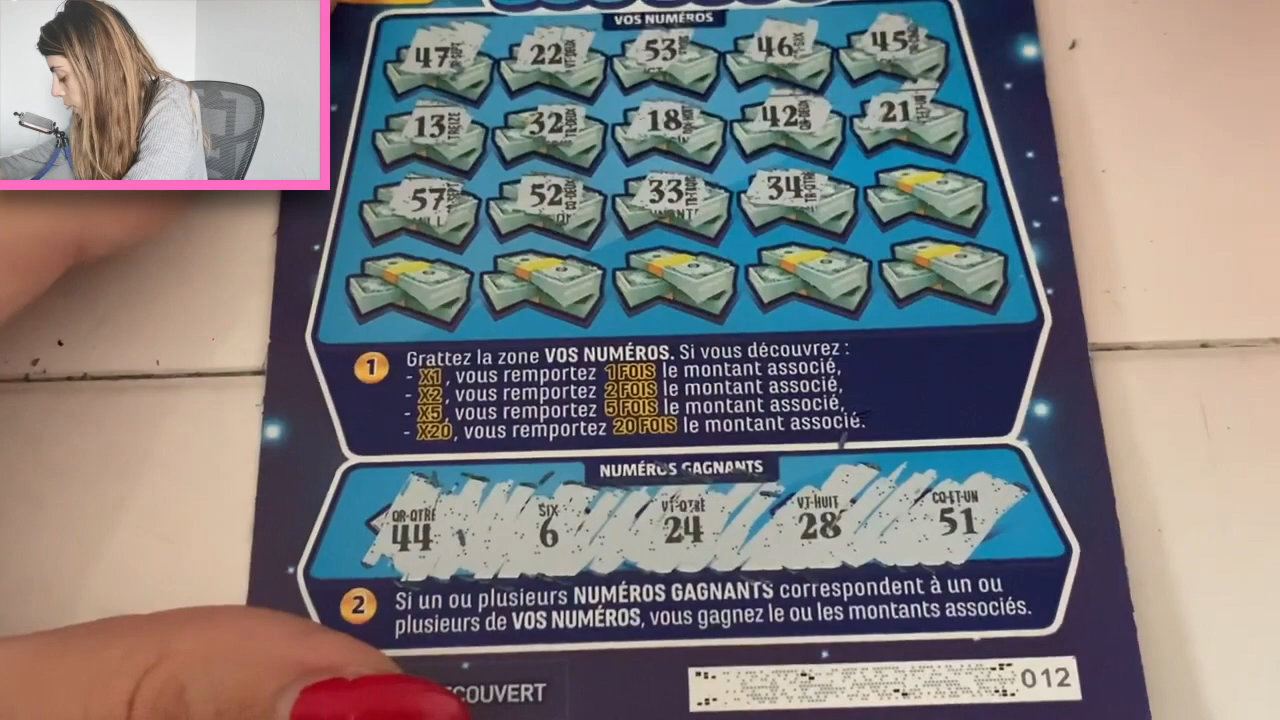 VOS NUMÉROS
47 22 53 46 45
13 TREIZE 32 18 42 21
57 52 33 34
1 Grattez la zone VOS NUMÉROS. Si vous découvrez :
- X1, vous remportez 1 FOIS le montant associé,
- X2, vous remportez 2 FOIS le montant associé,
- X5, vous remportez 5 FOIS le montant associé,
- X20, vous remportez 20 FOIS le montant associé.
NUMÉROS GAGNANTS
QR-QTRE SIX VT-QTRE VT-HUIT CQ-ET-UN
44 6 24 28 51
2 Si un ou plusieurs NUMÉROS GAGNANTS correspondent à un ou
plusieurs de VOS NUMÉROS, vous gagnez le ou les montants associés.
012